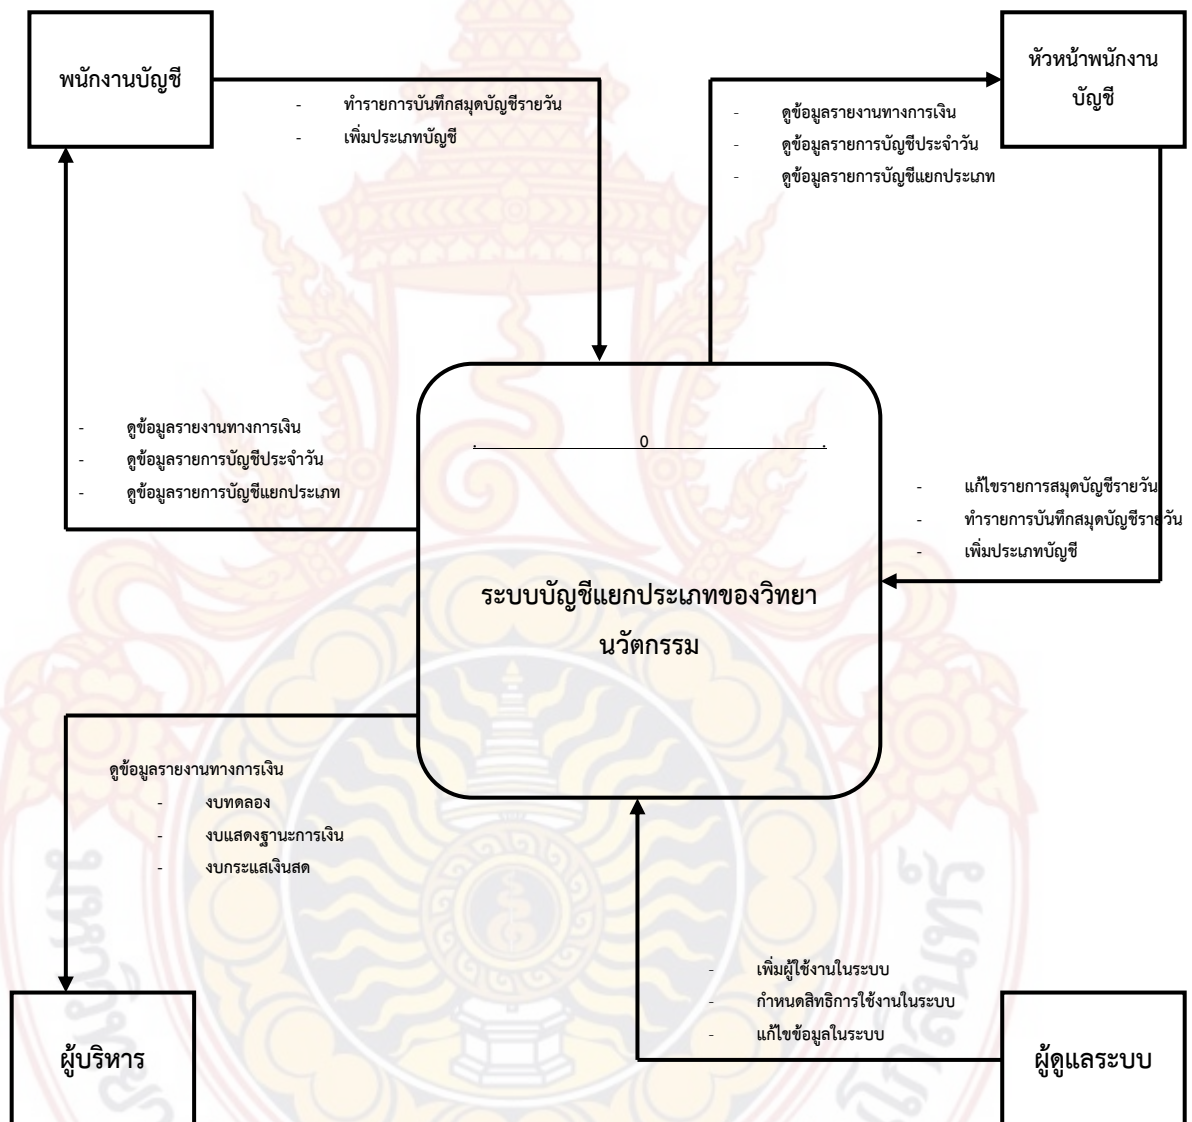 พนักงานบัญชี
- ทำรายการบันทึกสมุดบัญชีรายวัน
- เพิ่มประเภทบัญชี
หัวหน้าพนักงาน
บัญชี
- ดูข้อมูลรายงานทางการเงิน
- ดูข้อมูลรายการบัญชีประจำวัน
- ดูข้อมูลรายการบัญชีแยกประเภท
- ดูข้อมูลรายงานทางการเงิน
- ดูข้อมูลรายการบัญชีประจำวัน
- ดูข้อมูลรายการบัญชีแยกประเภท
. 0 .
ระบบบัญชีแยกประเภทของวิทยา
นวัตกรรม
- แก้ไขรายการสมุดบัญชีรายวัน
- ทำรายการบันทึกสมุดบัญชีรายวัน
- เพิ่มประเภทบัญชี
ดูข้อมูลรายงานทางการเงิน
- งบทดลอง
- งบแสดงฐานะการเงิน
- งบกระแสเงินสด
- เพิ่มผู้ใช้งานในระบบ
- กำหนดสิทธิการใช้งานในระบบ
- แก้ไขข้อมูลในระบบ
ผู้บริหาร
ผู้ดูแลระบบ